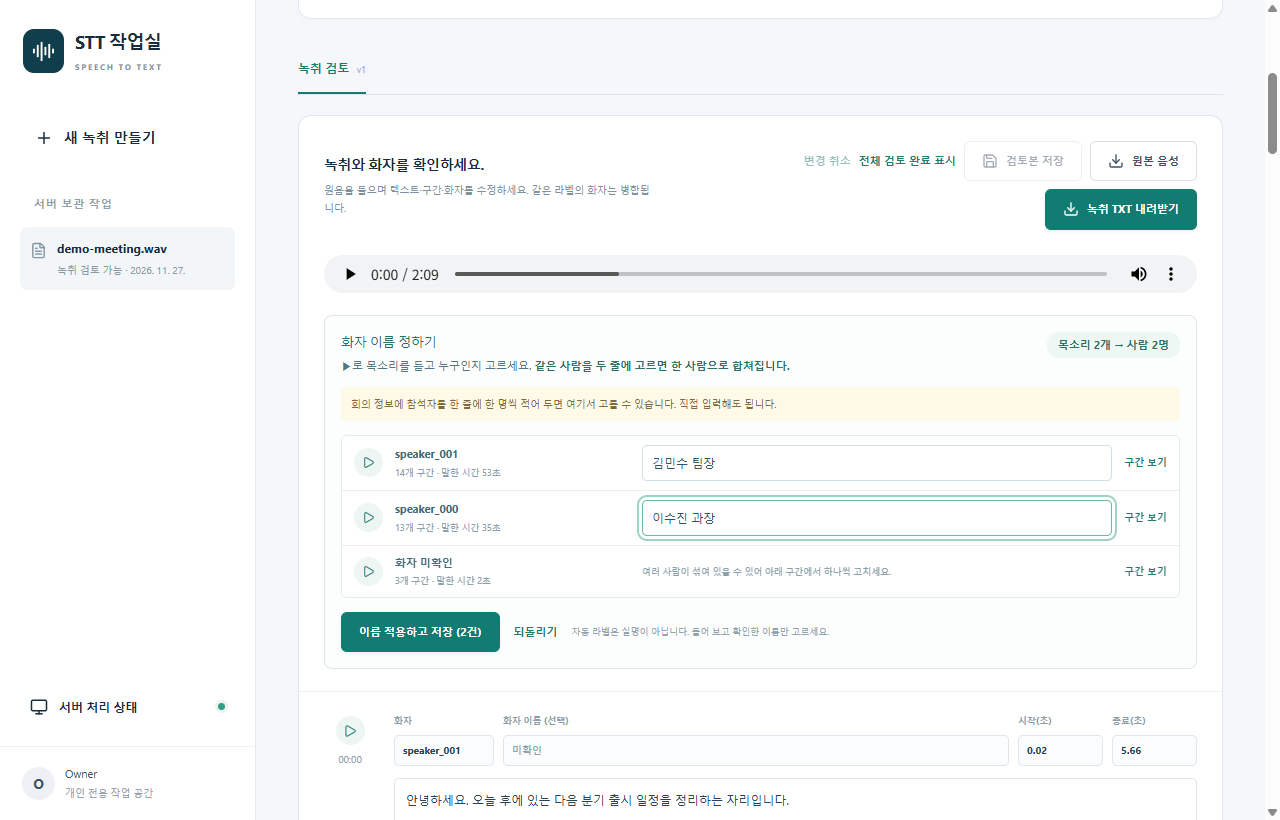 STT 작업실
SPEECH TO TEXT
새 녹취 만들기
서버 보관 작업
demo-meeting.wav
녹취 검토 가능 · 2026. 11. 27.
서버 처리 상태
O
Owner
개인 전용 작업 공간
녹취 검토 v1
녹취와 화자를 확인하세요.
원음을 들으며 텍스트·구간·화자를 수정하세요. 같은 라벨의 화자는 병합됩
니다.
변경 취소
전체 검토 완료 표시
검토본 저장
원본 음성
녹취 TXT 내려받기
0:00 / 2:09
화자 이름 정하기
목소리 2개 → 사람 2명
▶로 목소리를 듣고 누구인지 고르세요. 같은 사람을 두 줄에 고르면 한 사람으로 합쳐집니다.
회의 정보에 참석자를 한 줄에 한 명씩 적어 두면 여기서 고를 수 있습니다. 직접 입력해도 됩니다.
speaker_001
14개 구간 · 말한 시간 53초
김민수 팀장
구간 보기
speaker_000
13개 구간 · 말한 시간 35초
이수진 과장
구간 보기
화자 미확인
3개 구간 · 말한 시간 2초
여러 사람이 섞여 있을 수 있어 아래 구간에서 하나씩 고치세요.
구간 보기
이름 적용하고 저장 (2건)
되돌리기
자동 라벨은 실명이 아닙니다. 들어 보고 확인한 이름만 고르세요.
00:00
화자
speaker_001
화자 이름 (선택)
미확인
시작(초)
0.02
종료(초)
5.66
안녕하세요. 오늘 후에 있는 다음 분기 출시 일정을 정리하는 자리입니다.